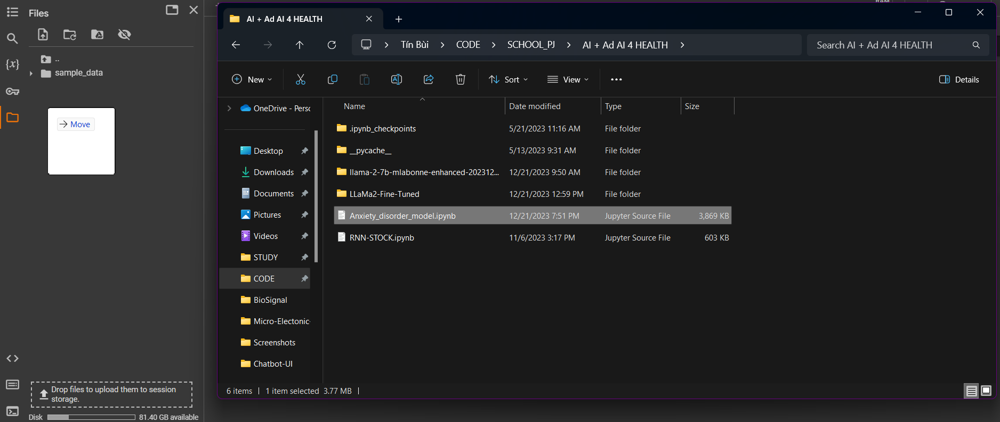 Files
..
sample_data
Move
Drop files to upload them to session
storage.
Disk
81.40 GB available
RAM
AI + Ad AI 4 HEALTH
Tín Bùi
CODE
SCHOOL_PJ
AI + Ad AI 4 HEALTH
Search AI + Ad AI 4 HEALTH
New
Sort
View
Details
OneDrive - Perso
Desktop
Downloads
Documents
Pictures
Videos
STUDY
CODE
BioSignal
Micro-Electonic-
Screenshots
Chatbot-UI
Name Date modified Type Size
.ipynb_checkpoints 5/21/2023 11:16 AM File folder
__pycache__ 5/13/2023 9:31 AM File folder
llama-2-7b-mlabonne-enhanced-202312... 12/21/2023 9:50 AM File folder
LLaMa2-Fine-Tuned 12/21/2023 12:59 PM File folder
Anxiety_disorder_model.ipynb 12/21/2023 7:51 PM Jupyter Source File 3,869 KB
RNN-STOCK.ipynb 11/6/2023 3:17 PM Jupyter Source File 603 KB
6 items 1 item selected 3.77 MB